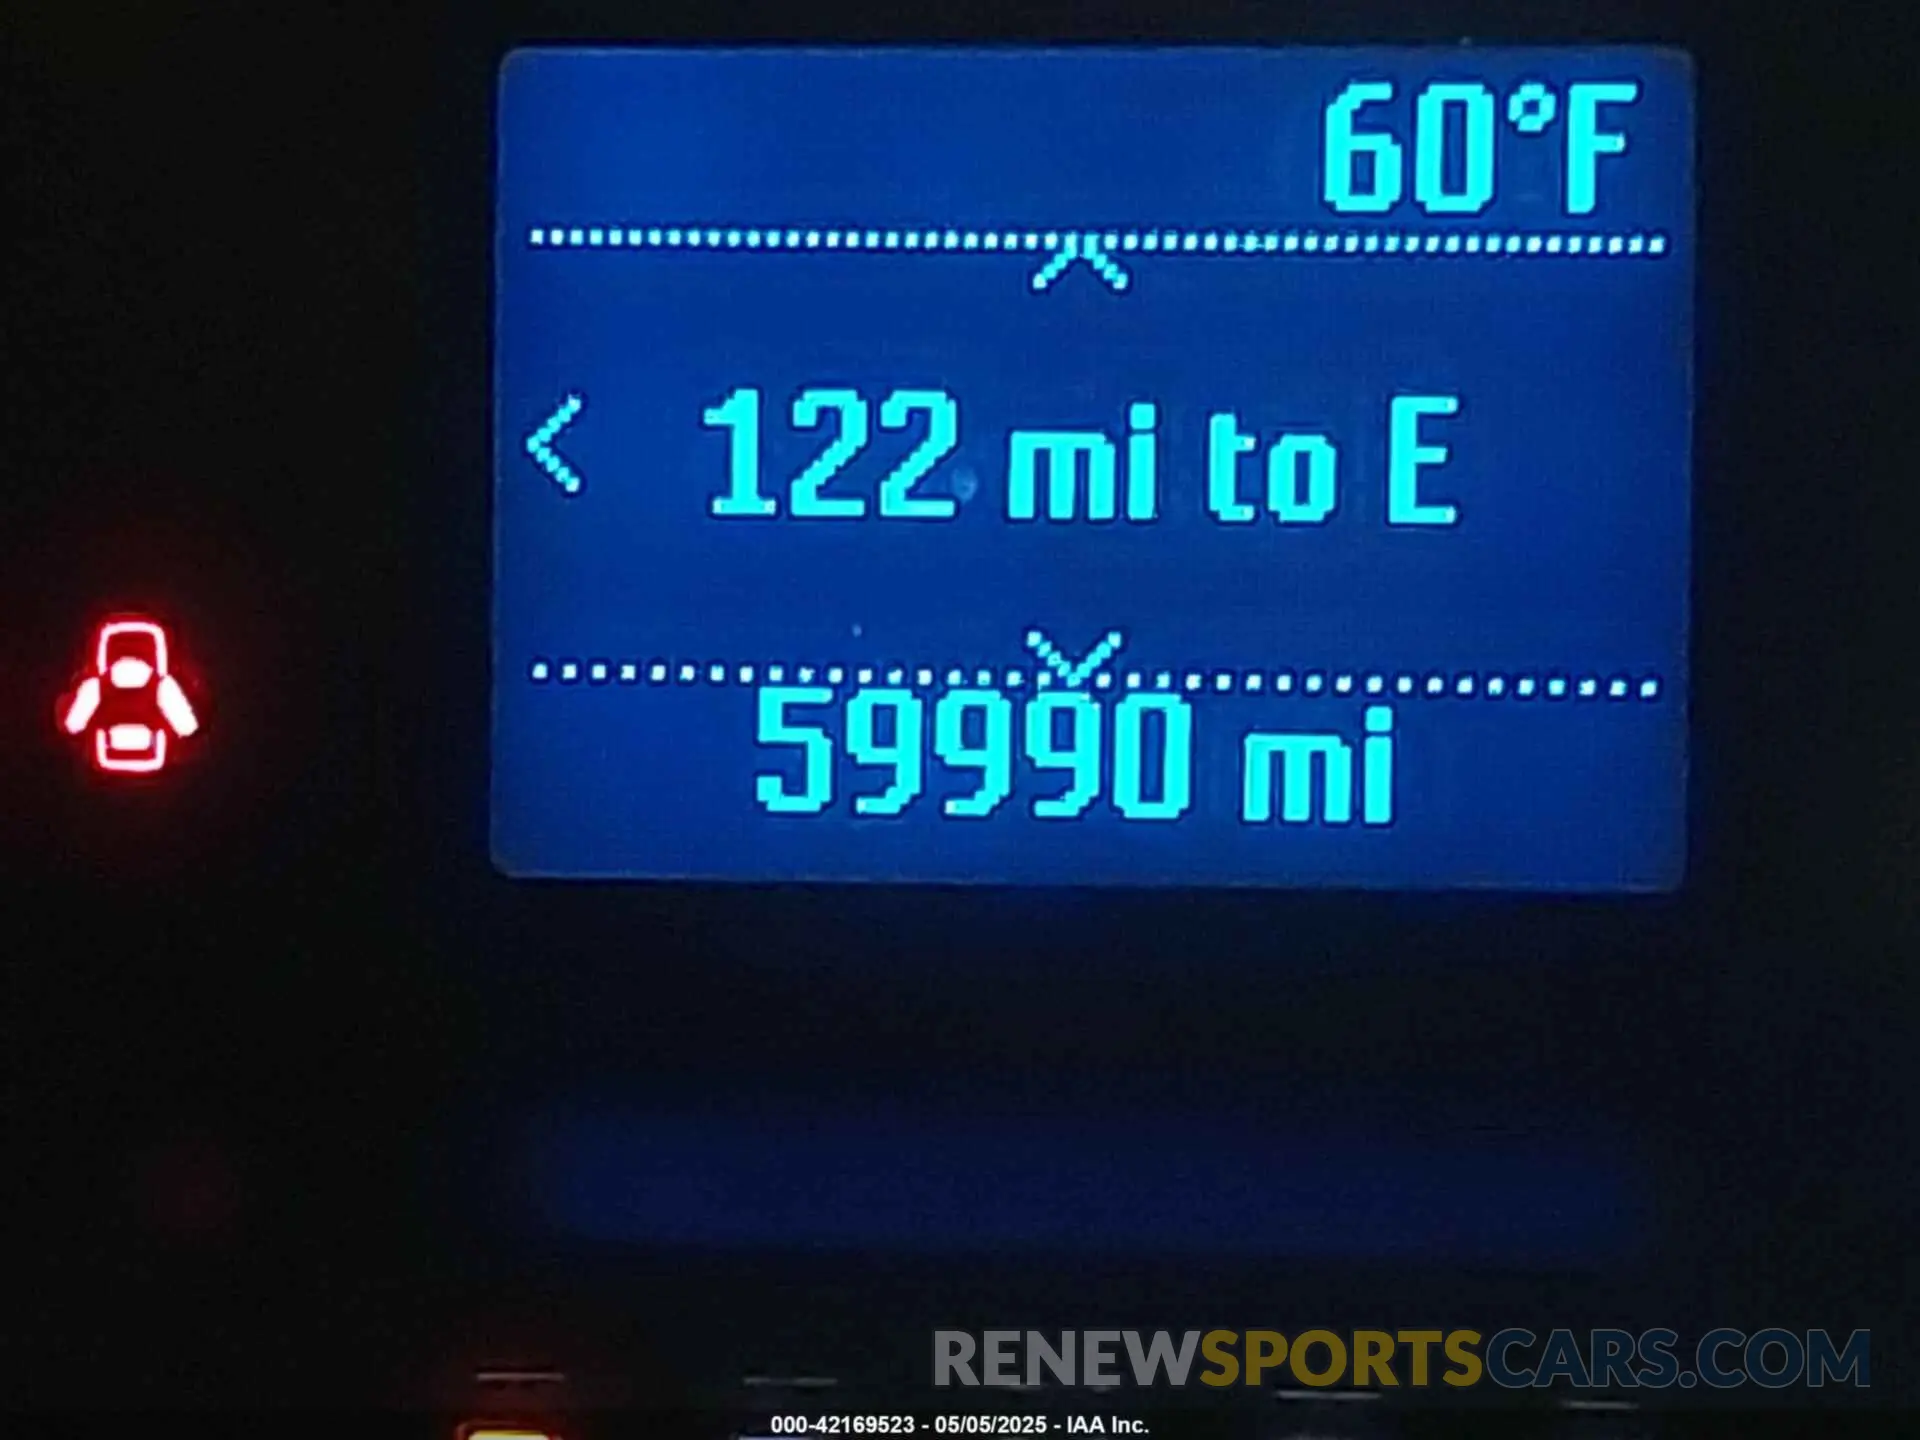 60°F
122 mi to E
59990 mi
RENEWSPORTSCARS.COM
000-42169523 - 05/05/2025 - IAA Inc.